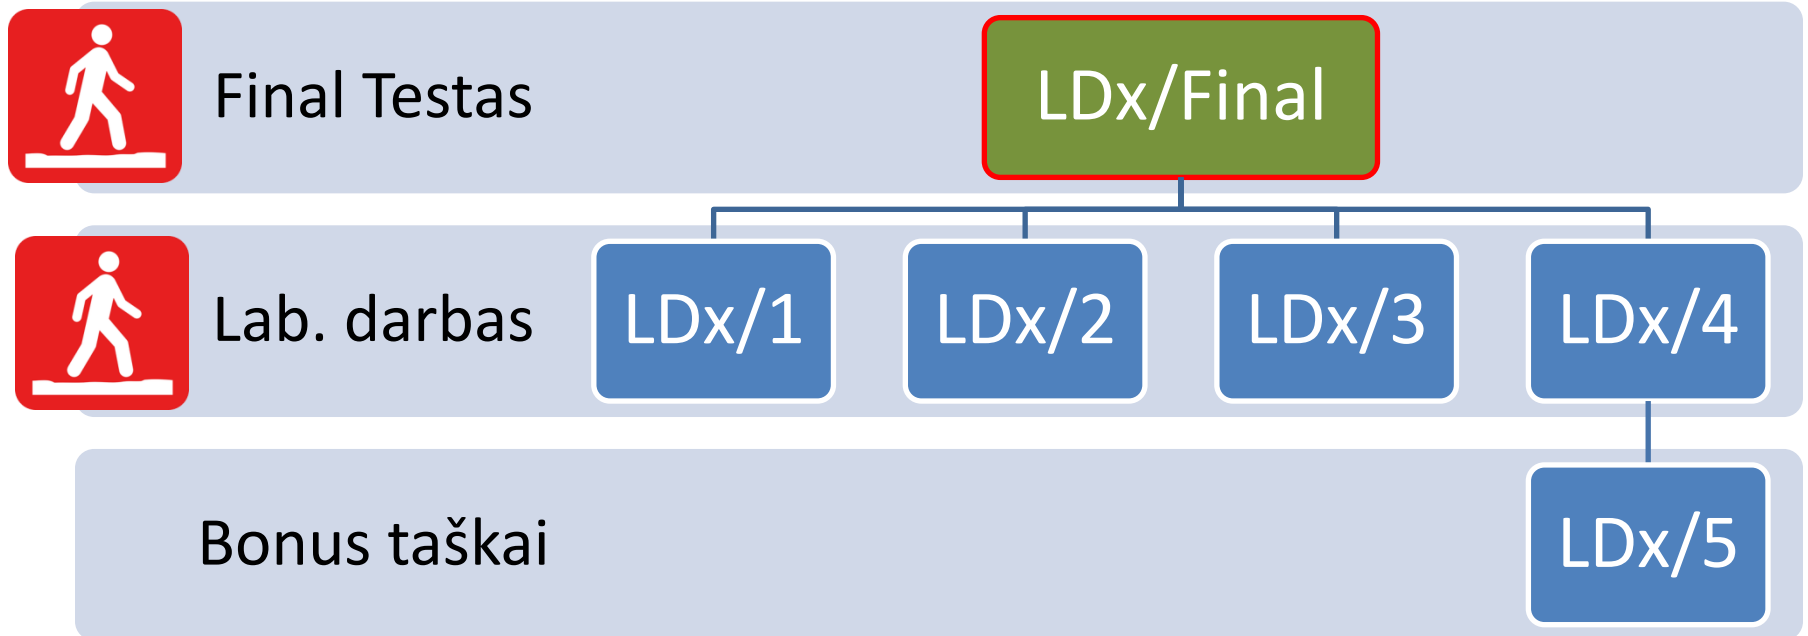 Final Testas
LDx/Final
Lab. darbas
LDx/1
LDx/2
LDx/3
LDx/4
Bonus taškai
LDx/5